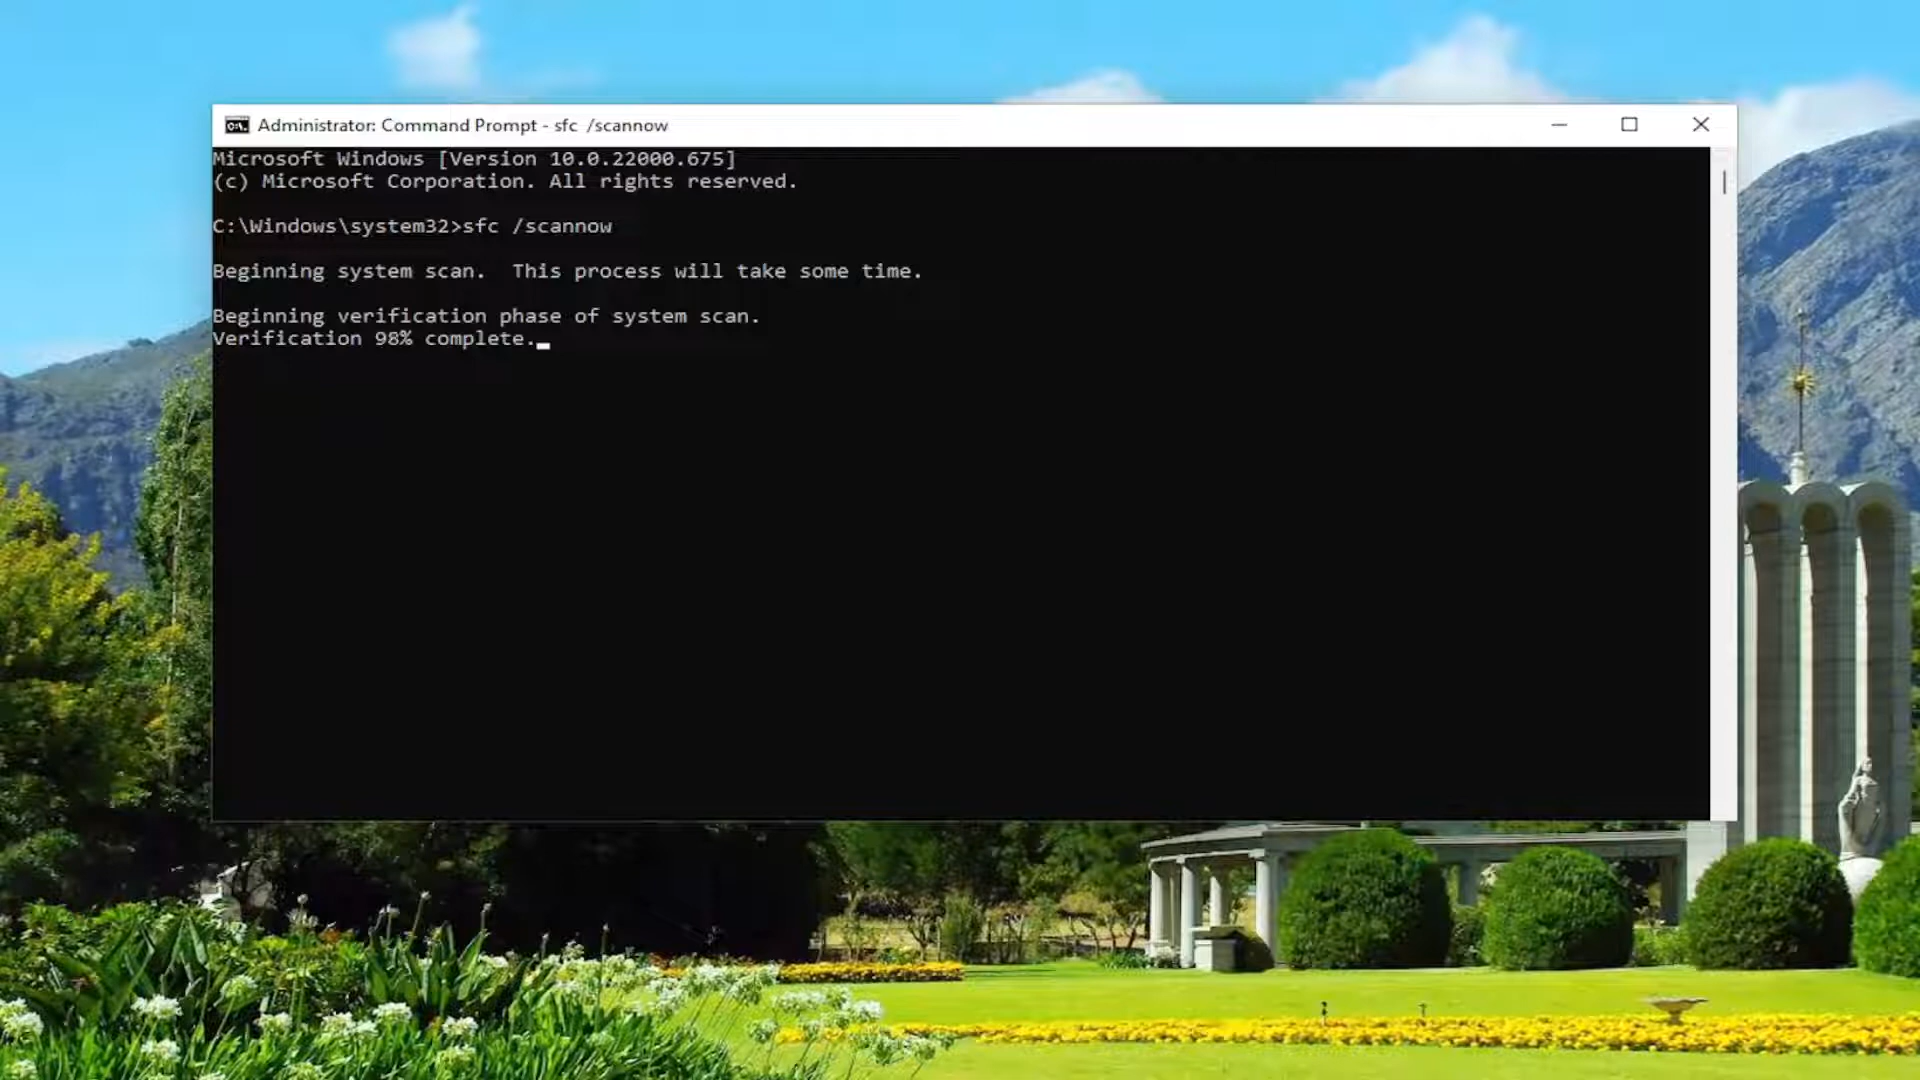 Administrator: Command Prompt - sfc /scannow
Microsoft Windows [Version 10.0.22000.675]
(c) Microsoft Corporation. All rights reserved.
C:\Windows\system32>sfc /scannow
Beginning system scan.  This process will take some time.
Beginning verification phase of system scan.
Verification 98% complete.